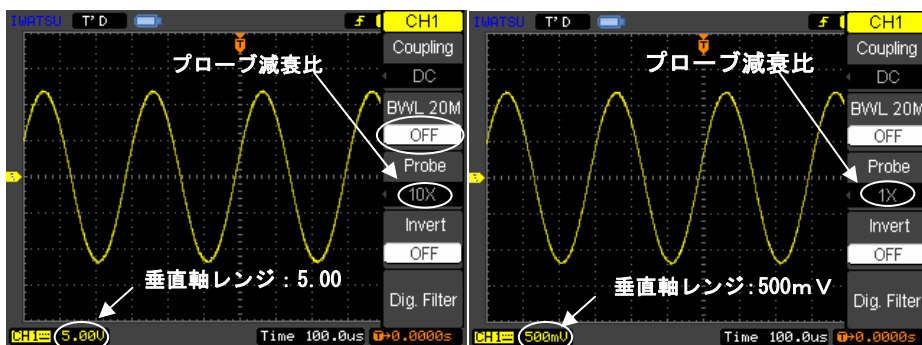 IWATSU T'D CH1
プローブ減衰比
Coupling
DC
BWL 20M
OFF
Probe
10X
Invert
OFF
垂直軸レンジ：5.00
Dig. Filter
CH1 5.00V Time 100.0us T→0.0000s
IWATSU T'D CH1
プローブ減衰比
Coupling
DC
BWL 20M
OFF
Probe
1X
Invert
OFF
垂直軸レンジ：500mV
Dig. Filter
CH1 500mV Time 100.0us T→0.0000s